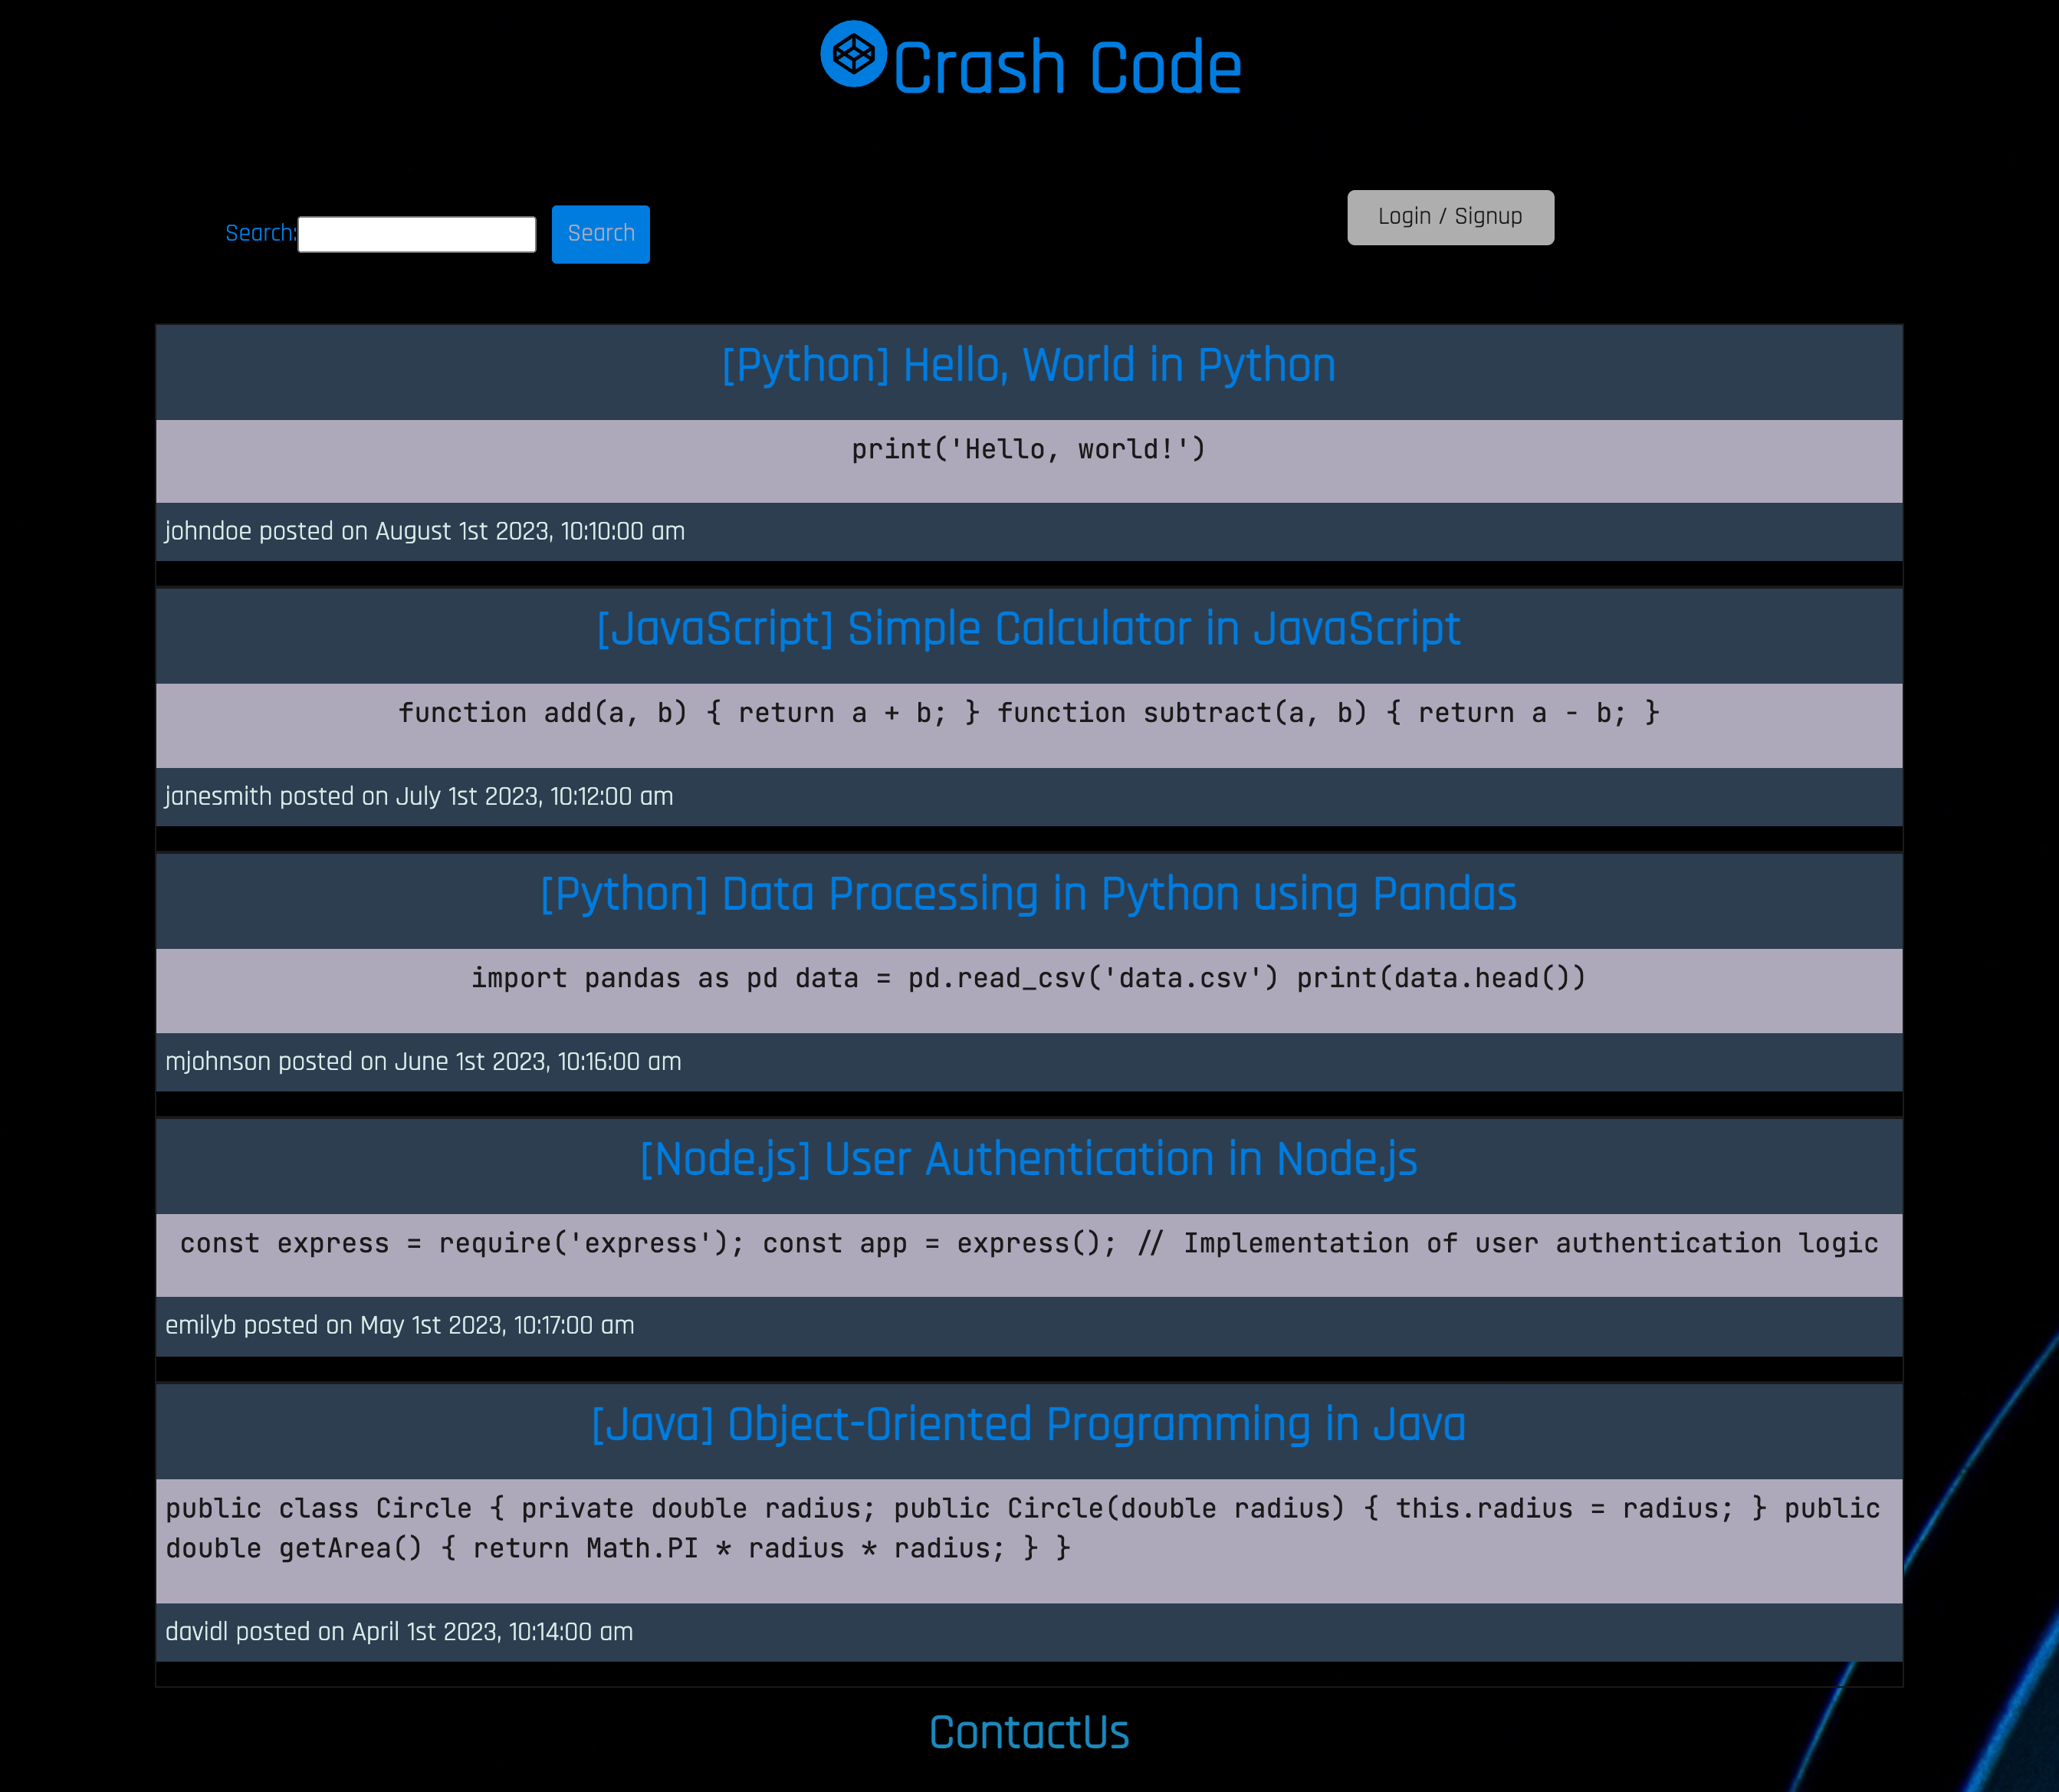 Crash Code
Search:
Search
Login / Signup
[Python] Hello, World in Python
print('Hello, world!')
johndoe posted on August 1st 2023, 10:10:00 am
[JavaScript] Simple Calculator in JavaScript
function add(a, b) { return a + b; } function subtract(a, b) { return a - b; }
janesmith posted on July 1st 2023, 10:12:00 am
[Python] Data Processing in Python using Pandas
import pandas as pd data = pd.read_csv('data.csv') print(data.head())
mjohnson posted on June 1st 2023, 10:16:00 am
[Node.js] User Authentication in Node.js
const express = require('express'); const app = express(); // Implementation of user authentication logic
emilyb posted on May 1st 2023, 10:17:00 am
[Java] Object-Oriented Programming in Java
public class Circle { private double radius; public Circle(double radius) { this.radius = radius; } public
double getArea() { return Math.PI * radius * radius; } }
davidl posted on April 1st 2023, 10:14:00 am
ContactUs